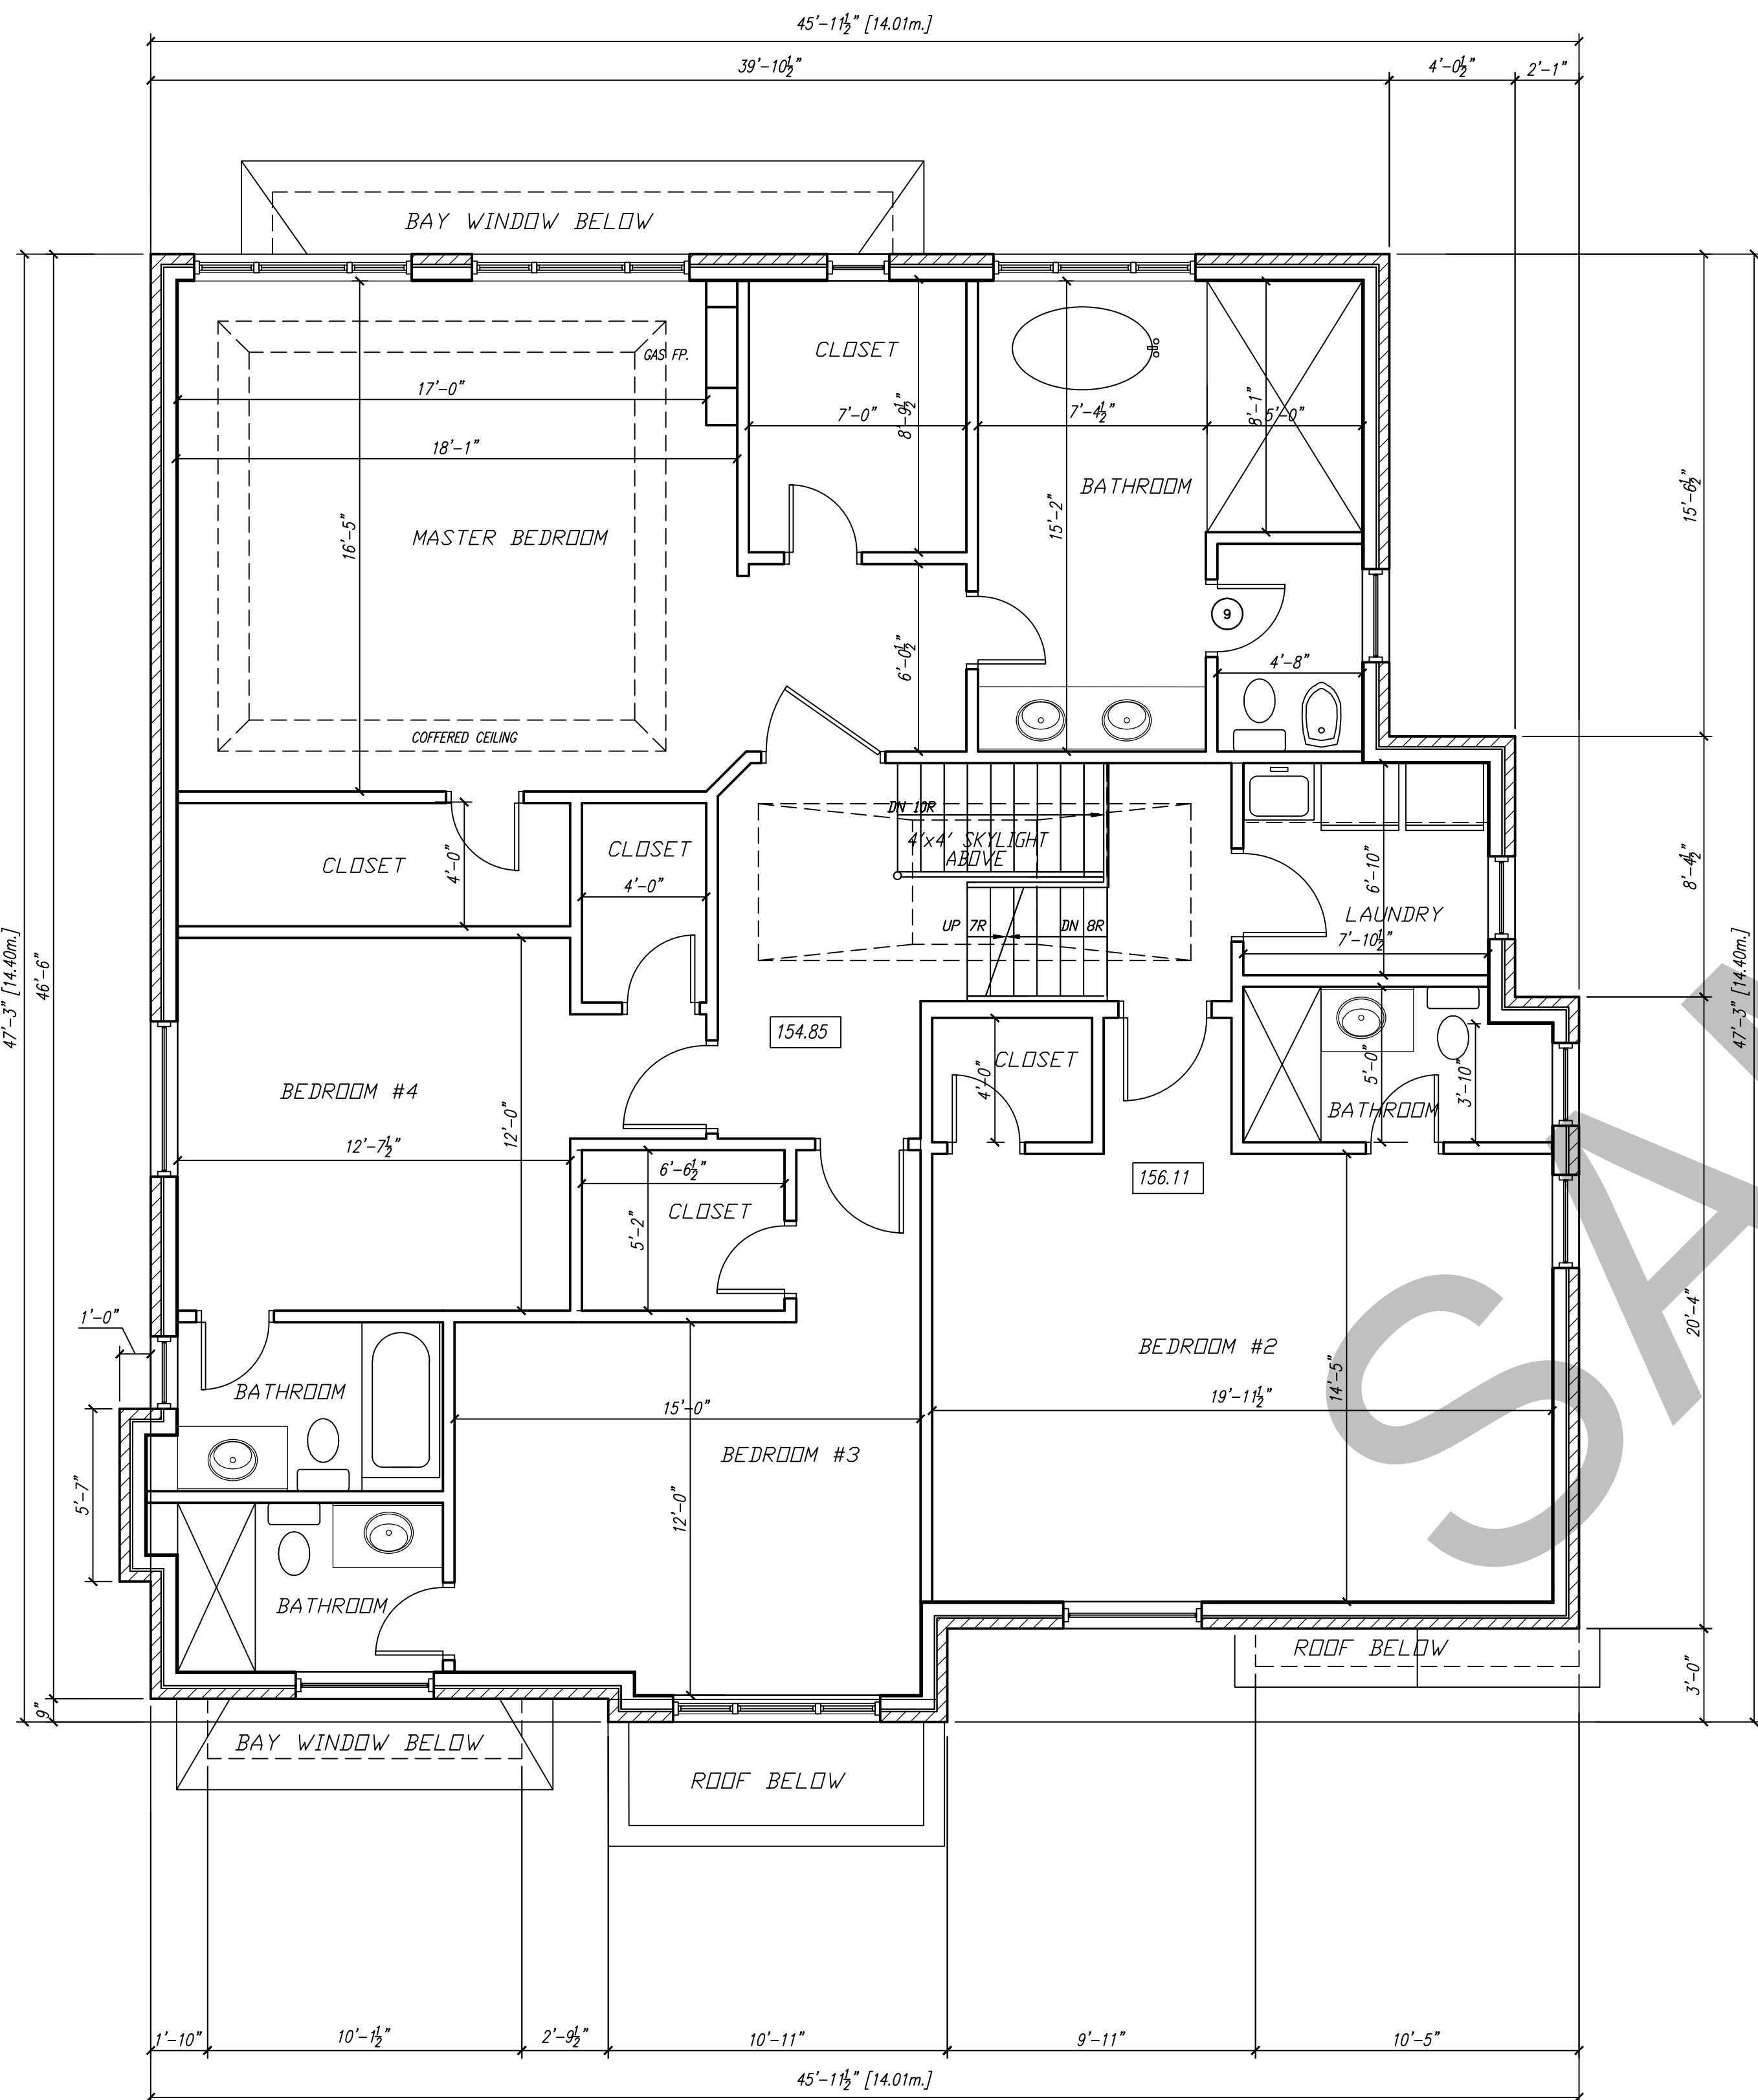 45'-11½" [14.01m.]
39'-10½"
4'-0½"
2'-1"
BAY WINDOW BELOW
GAS FP.
CLOSET
17'-0"
7'-0"
8'-9½"
7'-4½"
8'-1"
5'-0"
18'-1"
BATHROOM
15'-6½"
16'-5"
MASTER BEDROOM
15'-2"
9
6'-0½"
4'-8"
COFFERED CEILING
DN 10R
4'x4' SKYLIGHT
ABOVE
CLOSET
CLOSET
4'-0"
4'-0"
6'-10"
8'-4½"
LAUNDRY
UP 7R
DN 8R
7'-10½"
47'-3" [14.40m.]
46'-6"
47'-3" [14.40m.]
154.85
CLOSET
4'-0"
5'-0"
3'-10"
BEDROOM #4
BATHROOM
12'-0"
12'-7½"
6'-6½"
156.11
CLOSET
5'-2"
1'-0"
20'-4"
BEDROOM #2
14'-5"
BATHROOM
15'-0"
19'-11½"
BEDROOM #3
5'-7"
12'-0"
BATHROOM
ROOF BELOW
3'-0"
9"
BAY WINDOW BELOW
ROOF BELOW
1'-10"
10'-1½"
2'-9½"
10'-11"
9'-11"
10'-5"
45'-11½" [14.01m.]
SA